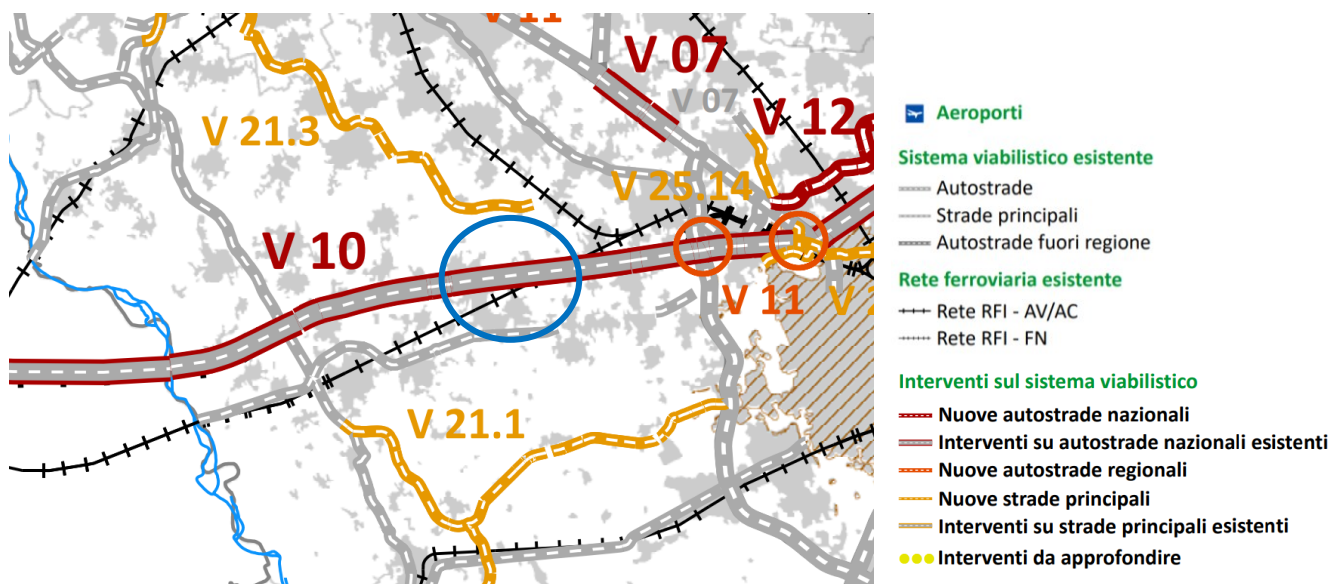 V 11
V 07
V 07
V 12
V 21.3
V 25.14
V 10
V 11
V 2
V 21.1
Aeroporti
Sistema viabilistico esistente
Autostrade
Strade principali
Autostrade fuori regione
Rete ferroviaria esistente
Rete RFI - AV/AC
Rete RFI - FN
Interventi sul sistema viabilistico
Nuove autostrade nazionali
Interventi su autostrade nazionali esistenti
Nuove autostrade regionali
Nuove strade principali
Interventi su strade principali esistenti
Interventi da approfondire